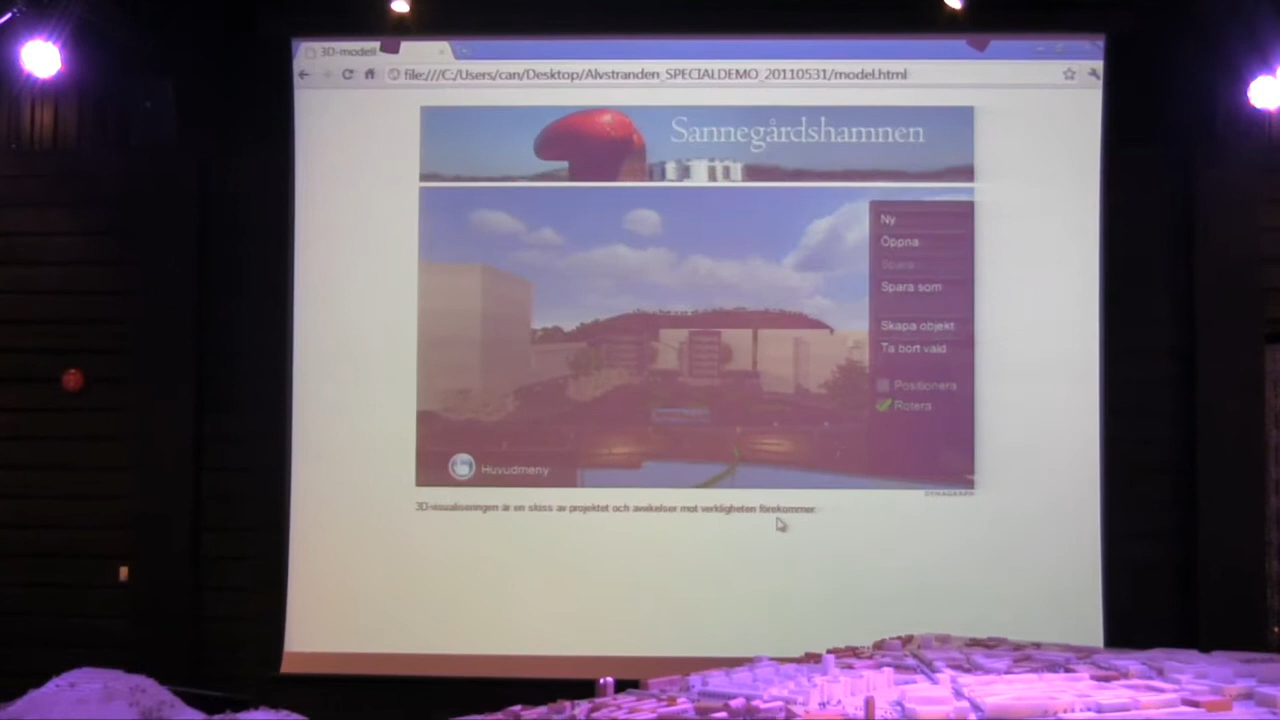 3D-modell
file:///C:/Users/can/Desktop/Alvstranden_SPECIALDEMO_20110531/model.html
Sannegårdshamnen
Ny
Öppna
Spara
Spara som
Skapa objekt
Ta bort vald
Positionera
Rotera
Huvudmeny
3D-visualiseringen är en skiss av projektet och avvikelser mot verkligheten förekommer.